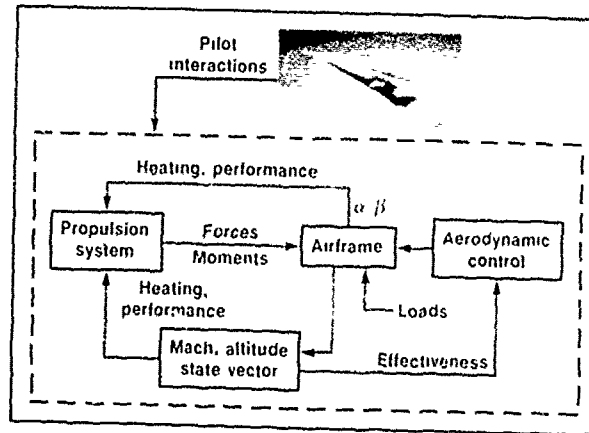 Pilot
interactions
Heating, performance
α β
Propulsion
system
Forces
Moments
Airframe
Aerodynamic
control
Heating,
performance
Loads
Mach, altitude
state vector
Effectiveness